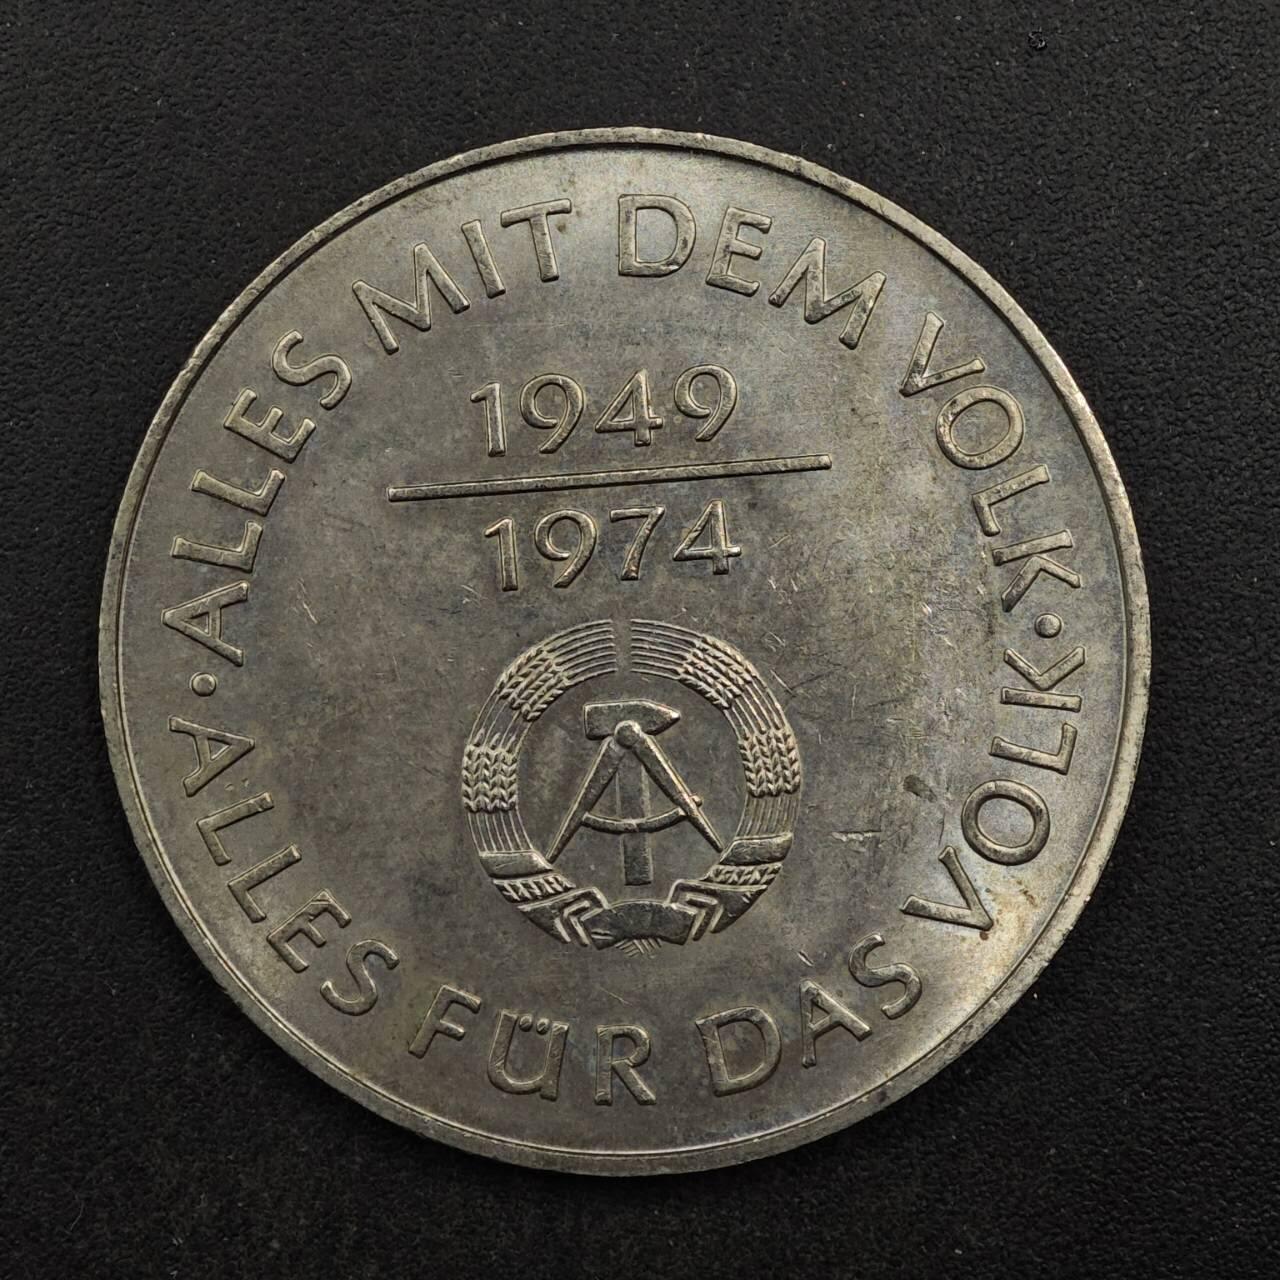 ALLES MIT DEM VOLK · ALLES FÜR DAS VOLK ·
1949
1974